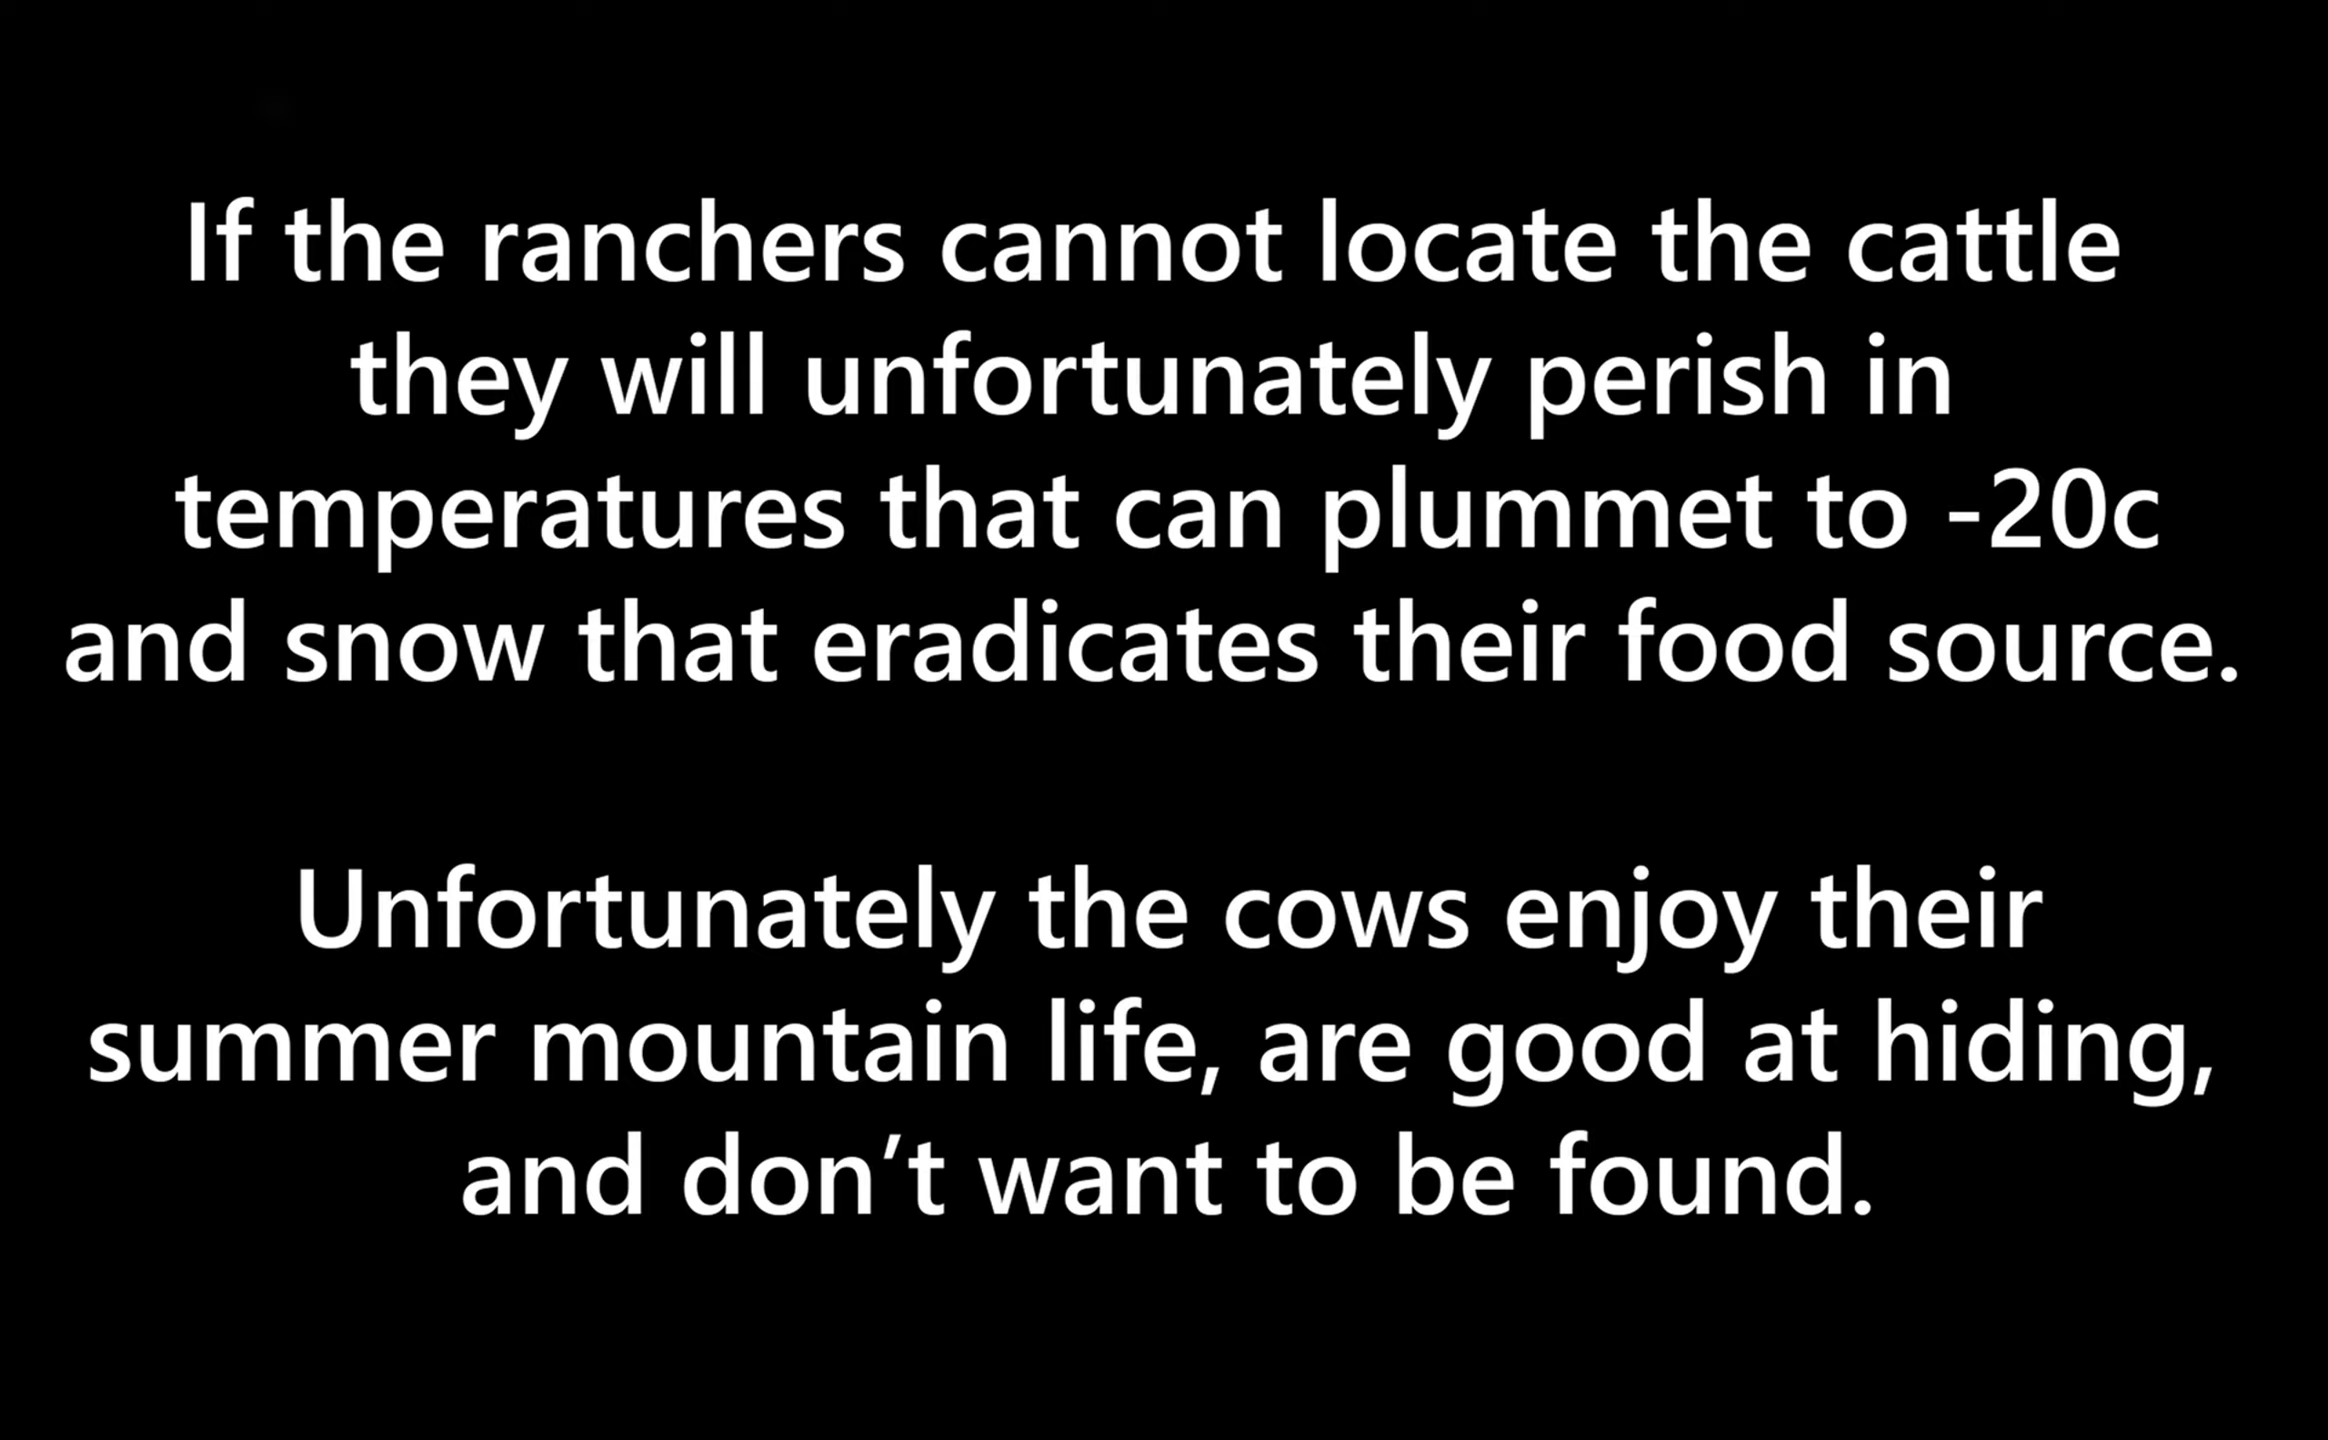 If the ranchers cannot locate the cattle
they will unfortunately perish in
temperatures that can plummet to -20c
and snow that eradicates their food source.
Unfortunately the cows enjoy their
summer mountain life, are good at hiding,
and don’t want to be found.